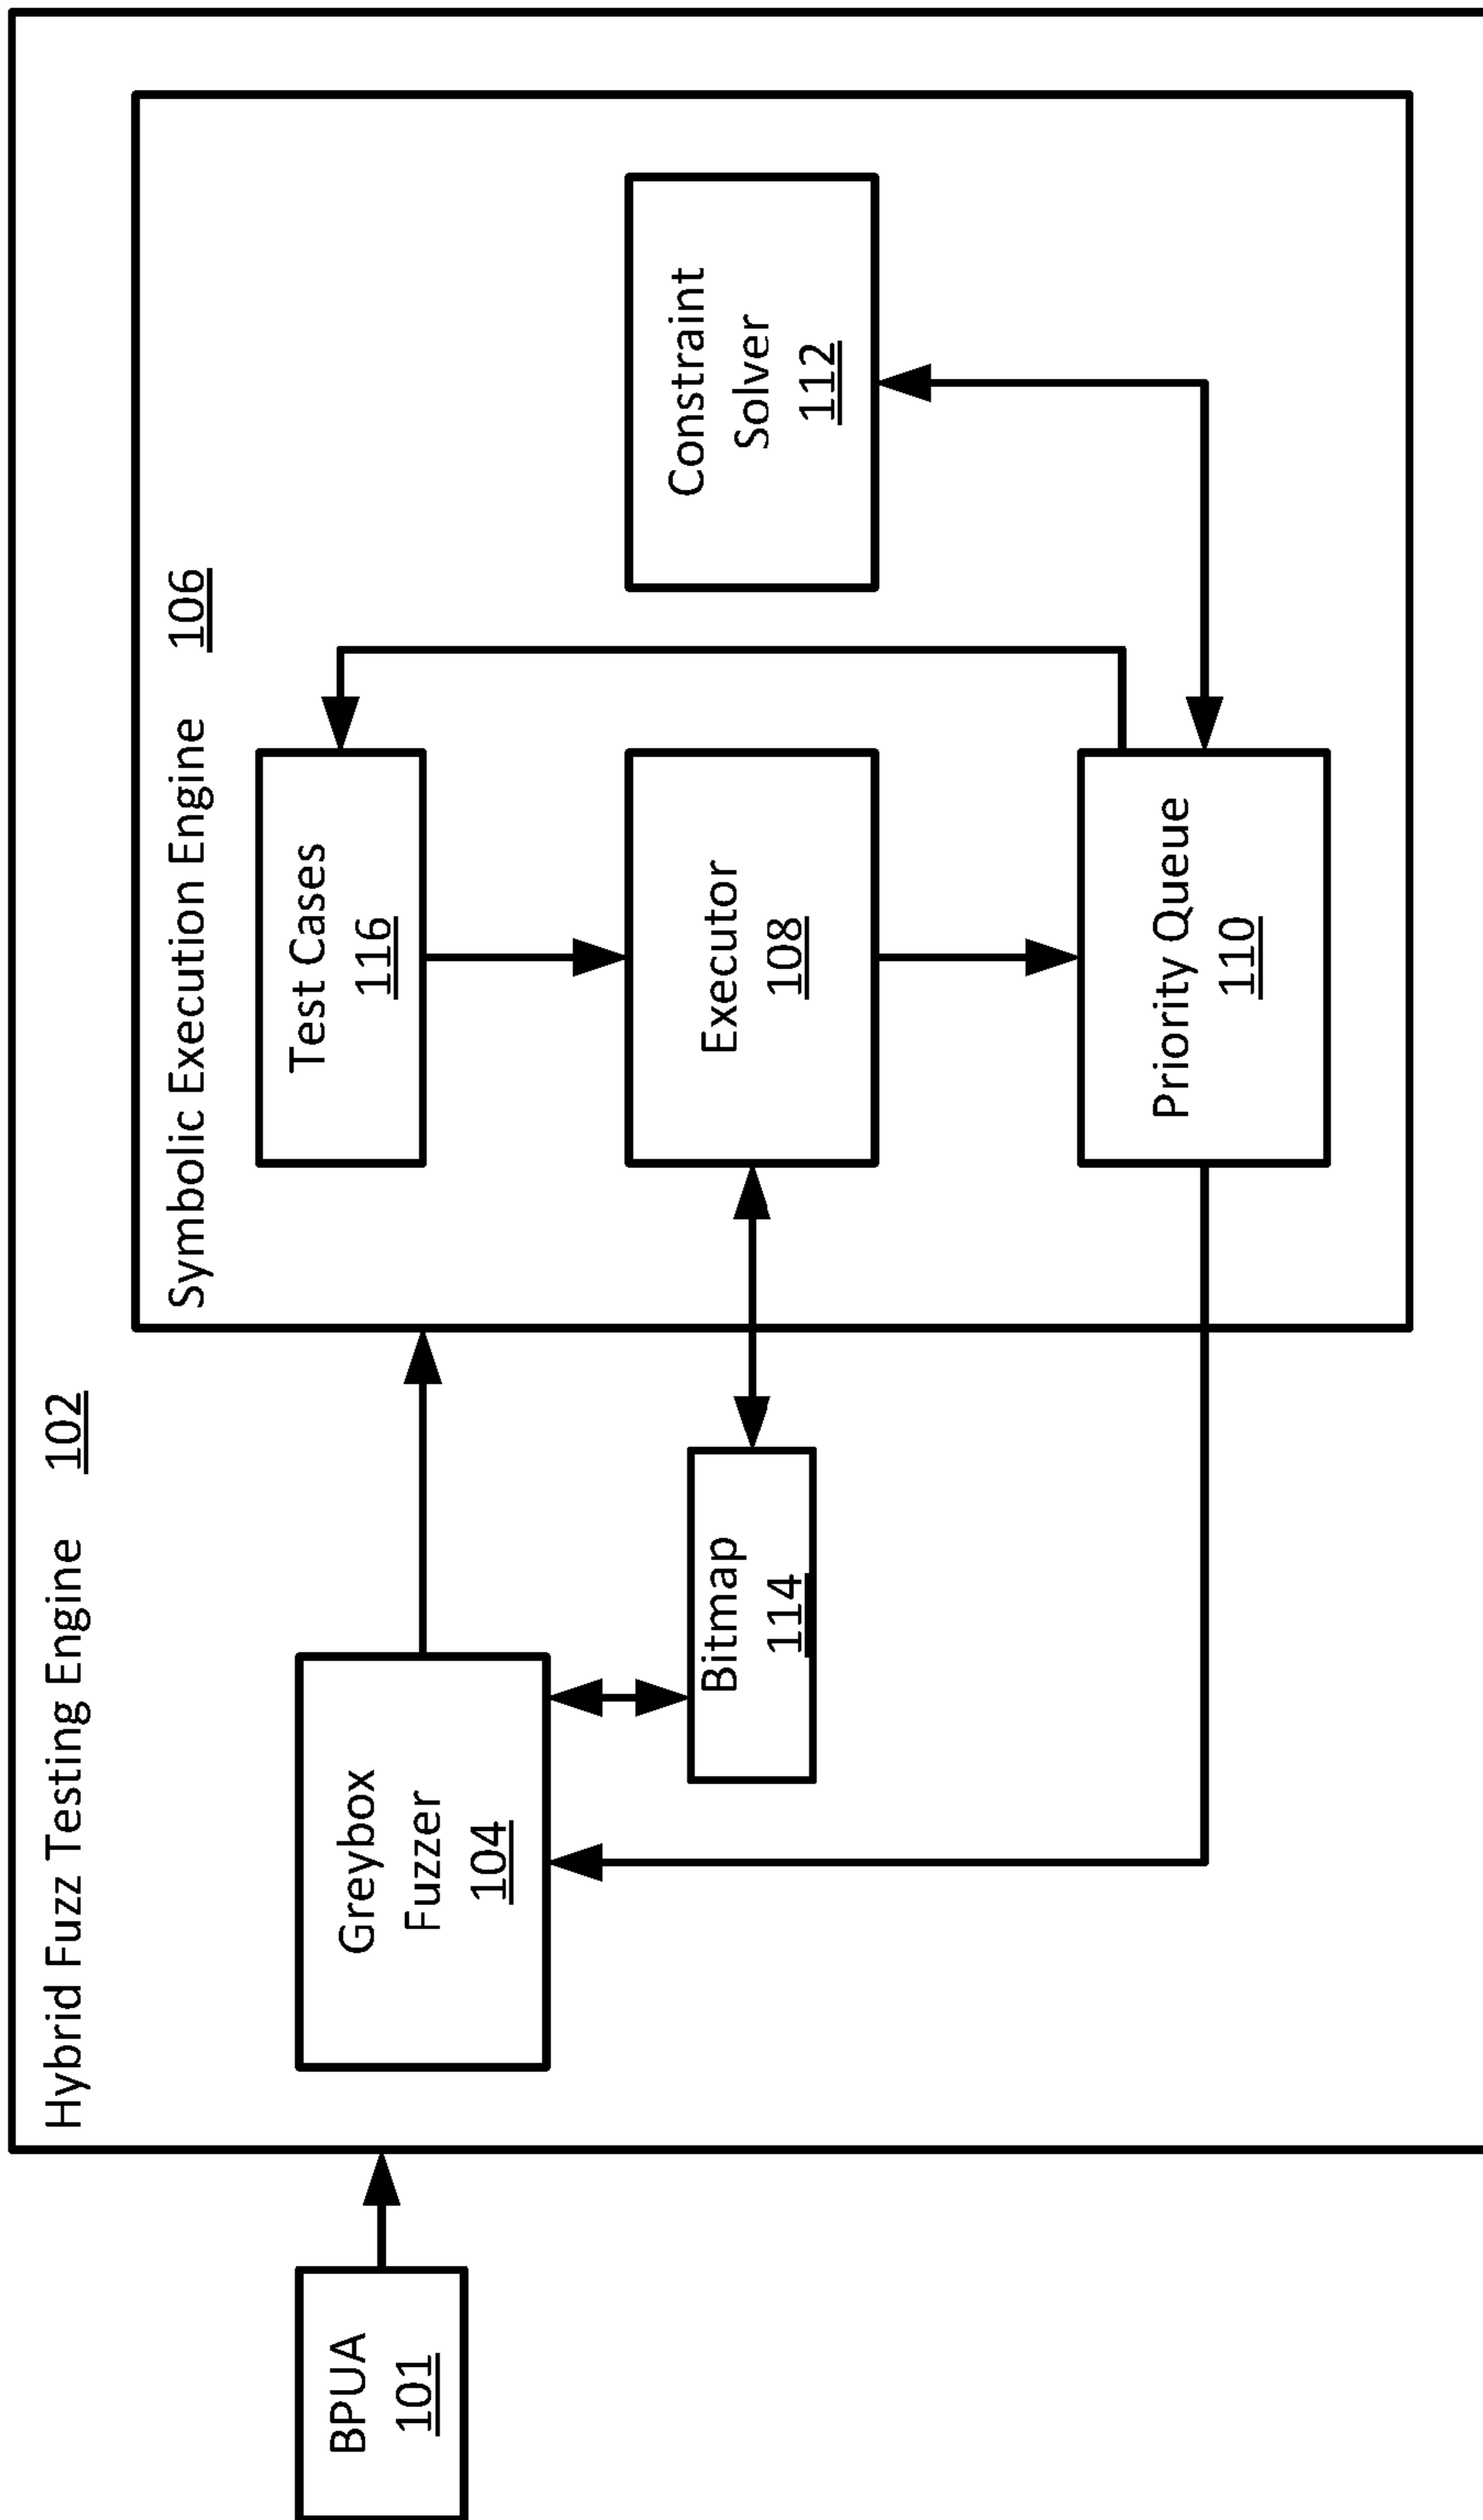 Hybrid Fuzz Testing Engine 102
Symbolic Execution Engine 106
BPUA
101
Greybox
Fuzzer
104
Bitmap
114
Test Cases
116
Executor
108
Priority Queue
110
Constraint
Solver
112